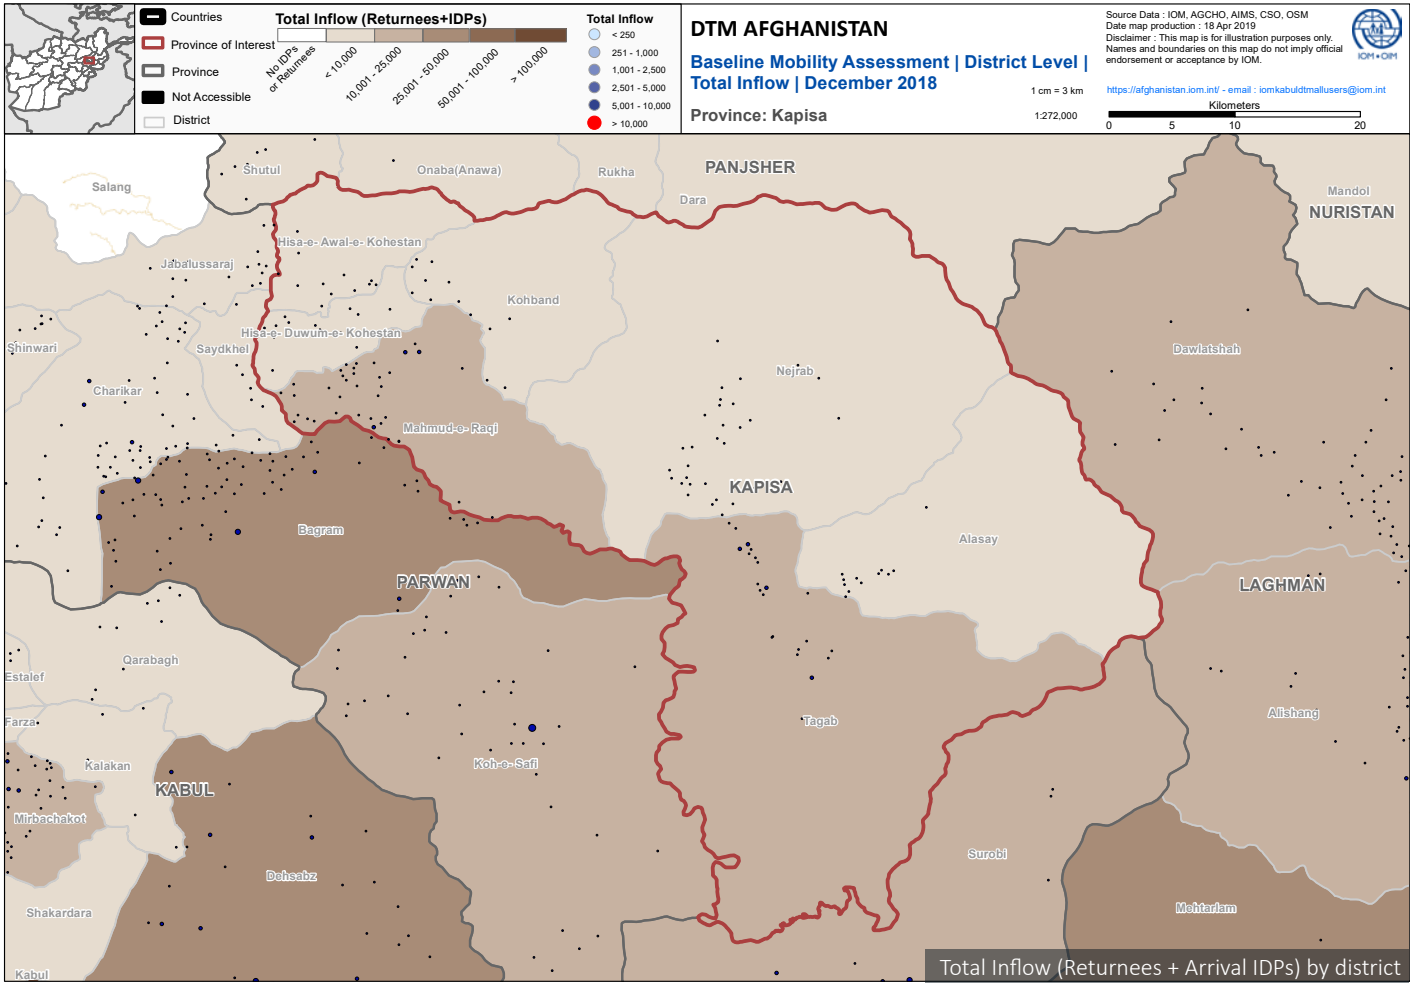 Countries
Province of Interest
Province
Not Accessible
District
Total Inflow (Returnees+IDPs)
No IDPs
or Returnees
< 10,000
10,001 - 25,000
25,001 - 50,000
50,001 - 100,000
> 100,000
Total Inflow
< 250
251 - 1,000
1,001 - 2,500
2,501 - 5,000
5,001 - 10,000
> 10,000
DTM AFGHANISTAN
Baseline Mobility Assessment | District Level |
Total Inflow | December 2018
Province: Kapisa
1 cm = 3 km
1:272,000
Source Data : IOM, AGCHO, AIMS, CSO, OSM
Date map production : 18 Apr 2019
Disclaimer : This map is for illustration purposes only.
Names and boundaries on this map do not imply official
endorsement or acceptance by IOM.
https://afghanistan.iom.int/ - email : iomkabuldtmallusers@iom.int
IOM • OIM
Kilometers
0 5 10 20
Shutul
Onaba(Anawa)
Rukha
PANJSHER
Salang
Dara
Mandol
NURISTAN
Hisa-e- Awal-e- Kohestan
Jabalussaraj
Kohband
Hisa-e- Duwum-e- Kohestan
Shinwari
Saydkhel
Dawlatshah
Nejrab
Charikar
Mahmud-e- Raqi
KAPISA
Bagram
Alasay
PARWAN
LAGHMAN
Qarabagh
Estalef
Farza
Tagab
Alishang
Koh-e- Safi
Kalakan
KABUL
Mirbachakot
Surobi
Dehsabz
Shakardara
Mehtarlam
Kabul
Total Inflow (Returnees + Arrival IDPs) by district